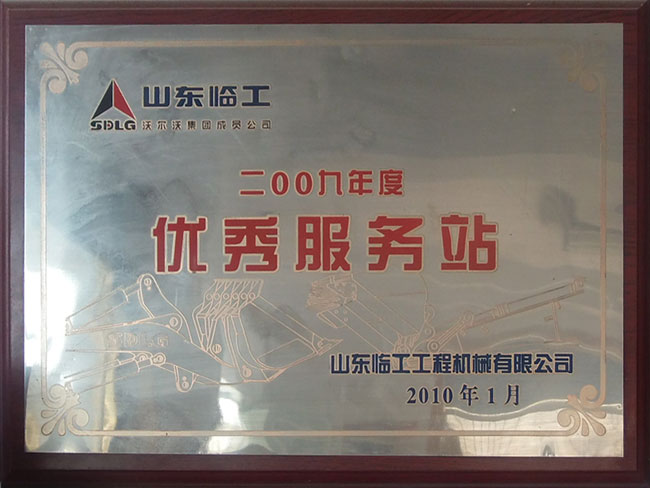 山东临工
SDLG 沃尔沃集团成员公司
二00九年度
优秀服务站
SDLG
山东临工工程机械有限公司
2010年1月